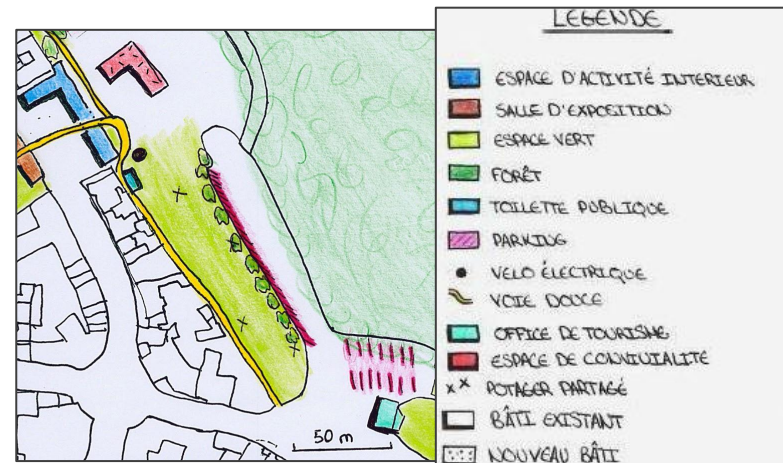 50 m
LEGENDE
ESPACE D'ACTIVITÉ INTERIEUR
SALLE D'EXPOSITION
ESPACE VERT
FORÊT
TOILETTE PUBLIQUE
PARKING
VELO ÉLECTRIQUE
VOIE DOUCE
OFFICE DE TOURISME
ESPACE DE CONVIVIALITE
POTAGER PARTAGÉ
BÂTI EXISTANT
NOUVEAU BÂTI